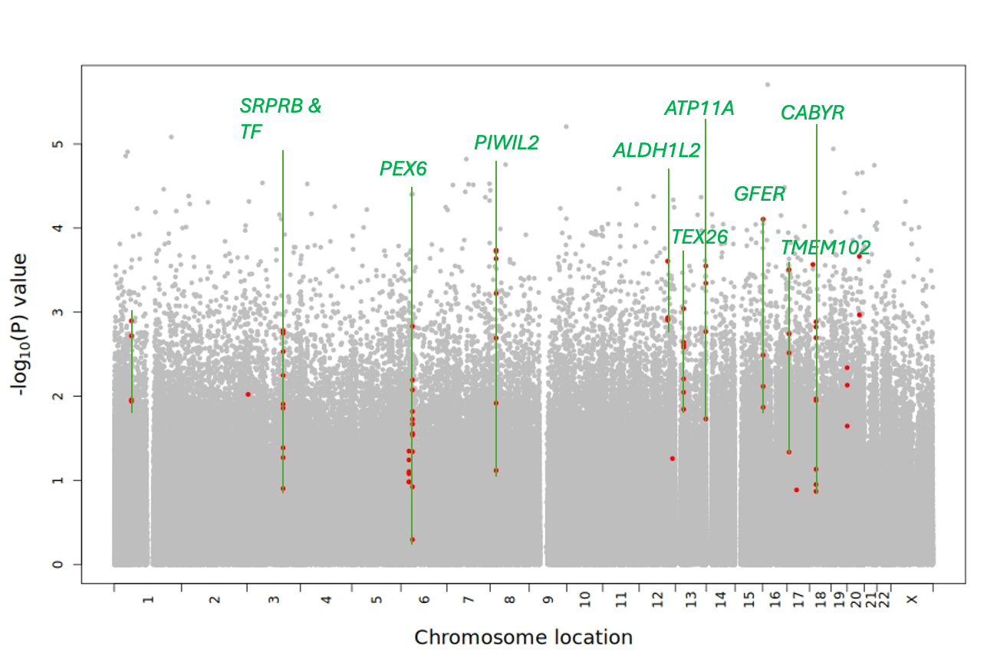 SRPRB &
TF
PEX6
PIWIL2
ALDH1L2
ATP11A
TEX26
GFER
CABYR
TMEM102
-log10(P) value
5
4
3
2
1
0
1 2 3 4 5 6 7 8 9 10 11 12 13 14 15 16 17 18 19 20 21 22 X
Chromosome location